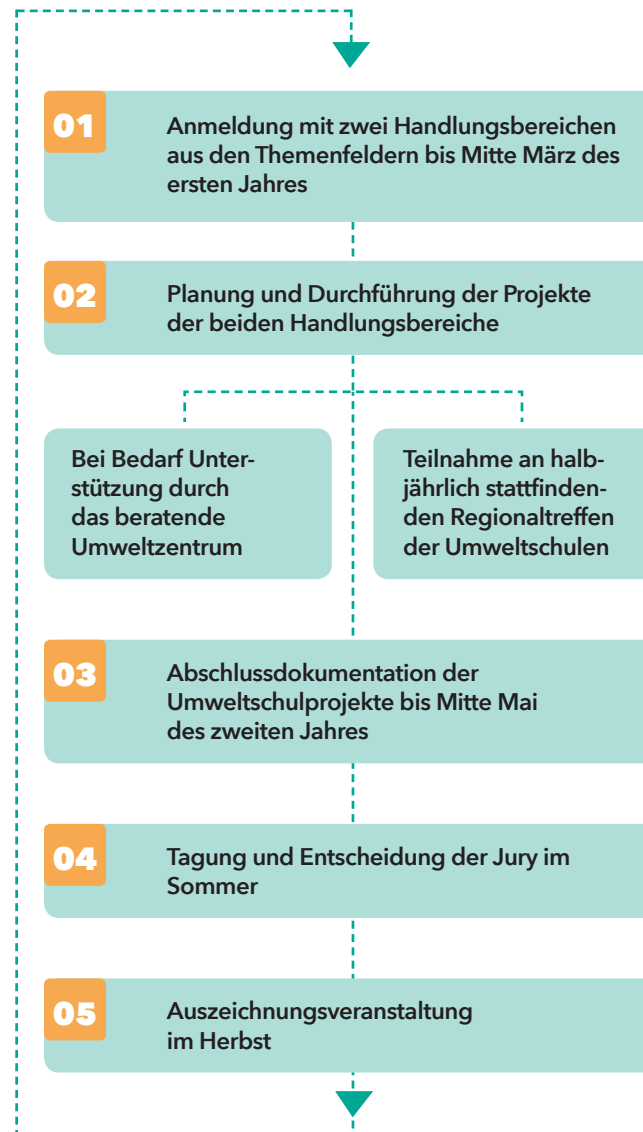 01
Anmeldung mit zwei Handlungsbereichen
aus den Themenfeldern bis Mitte März des
ersten Jahres
02
Planung und Durchführung der Projekte
der beiden Handlungsbereiche
Bei Bedarf Unter-
stützung durch
das beratende
Umweltzentrum
Teilnahme an halb-
jährlich stattfinden-
den Regionaltreffen
der Umweltschulen
03
Abschlussdokumentation der
Umweltschulprojekte bis Mitte Mai
des zweiten Jahres
04
Tagung und Entscheidung der Jury im
Sommer
05
Auszeichnungsveranstaltung
im Herbst